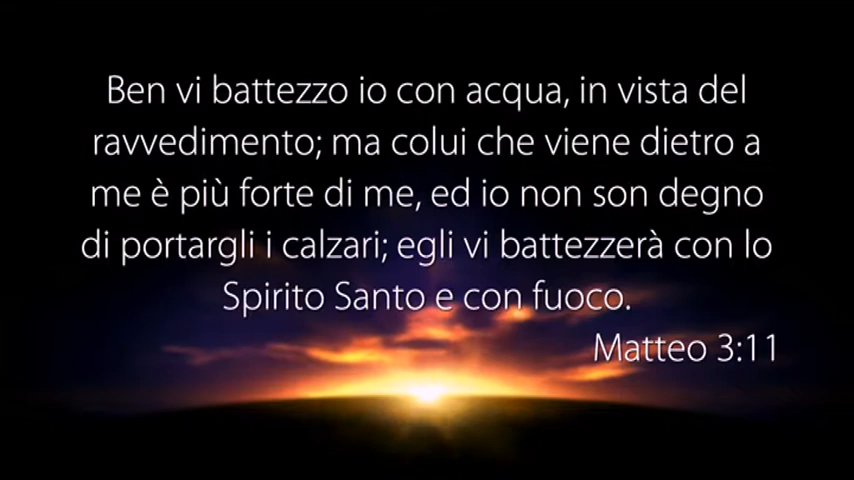 Ben vi battezzo io con acqua, in vista del
ravvedimento; ma colui che viene dietro a
me è più forte di me, ed io non son degno
di portargli i calzari; egli vi battezzerà con lo
Spirito Santo e con fuoco.
Matteo 3:11